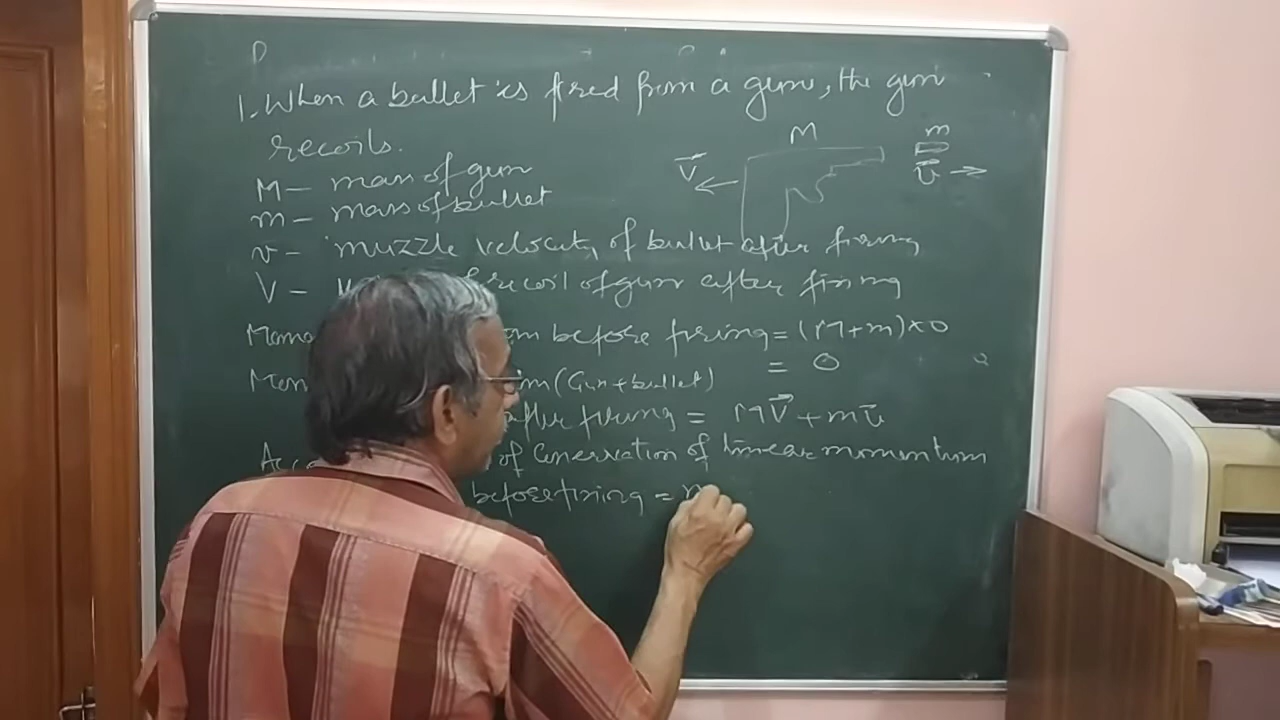 1. When a bullet is fired from a gun, the gun
recoils.
M
m
V
v
M – mass of gun
m – mass of bullet
v – muzzle velocity of bullet after firing
V – recoil of gun after firing
before firing = (M+m)×0
= 0
(Gun+bullet)
after firing = MV⃗ + mv⃗
of Conservation of linear momentum
before firing = m